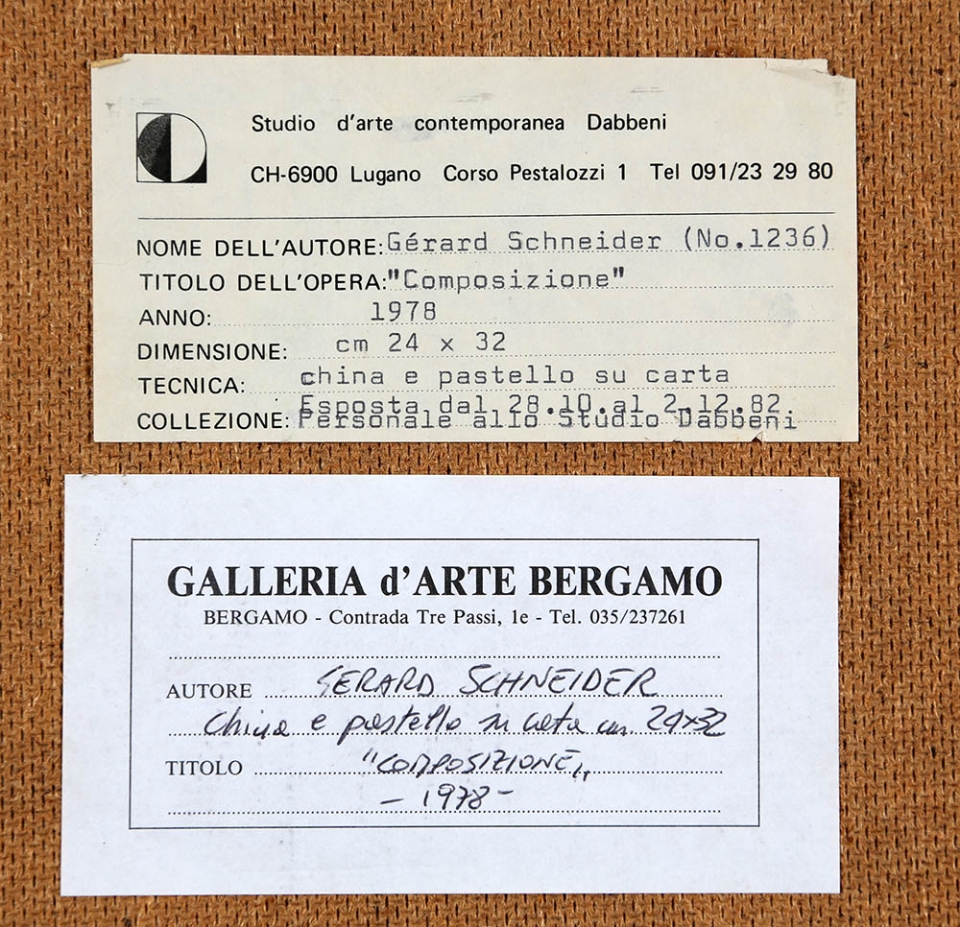 Studio d'arte contemporanea Dabbeni
CH-6900 Lugano Corso Pestalozzi 1 Tel 091/23 29 80
NOME DELL'AUTORE: Gérard Schneider (No.1236)
TITOLO DELL'OPERA: "Composizione"
ANNO: 1978
DIMENSIONE: cm 24 x 32
TECNICA: china e pastello su carta
Esposta dal 28.10.al 2.12.82
COLLEZIONE: Personale allo Studio Dabbeni
GALLERIA d'ARTE BERGAMO
BERGAMO - Contrada Tre Passi, 1e - Tel. 035/237261
AUTORE GERARD SCHNEIDER
China e pastello su carta cm. 24x32
TITOLO "COMPOSIZIONE„
- 1978 -